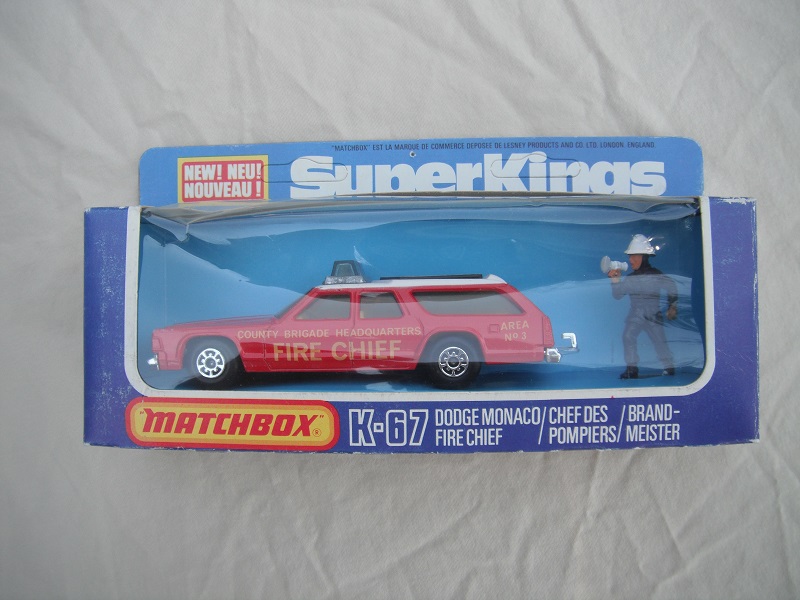 "MATCHBOX" EST LA MARQUE DE COMMERCE DEPOSEE DE LESNEY PRODUCTS AND CO. LTD. LONDON, ENGLAND.
NEW! NEU!
NOUVEAU!
SuperKings
COUNTY BRIGADE HEADQUARTERS
FIRE CHIEF
AREA
No 3
"MATCHBOX"
K-67
DODGE MONACO/
FIRE CHIEF
CHEF DES/
POMPIERS/
BRAND-
MEISTER